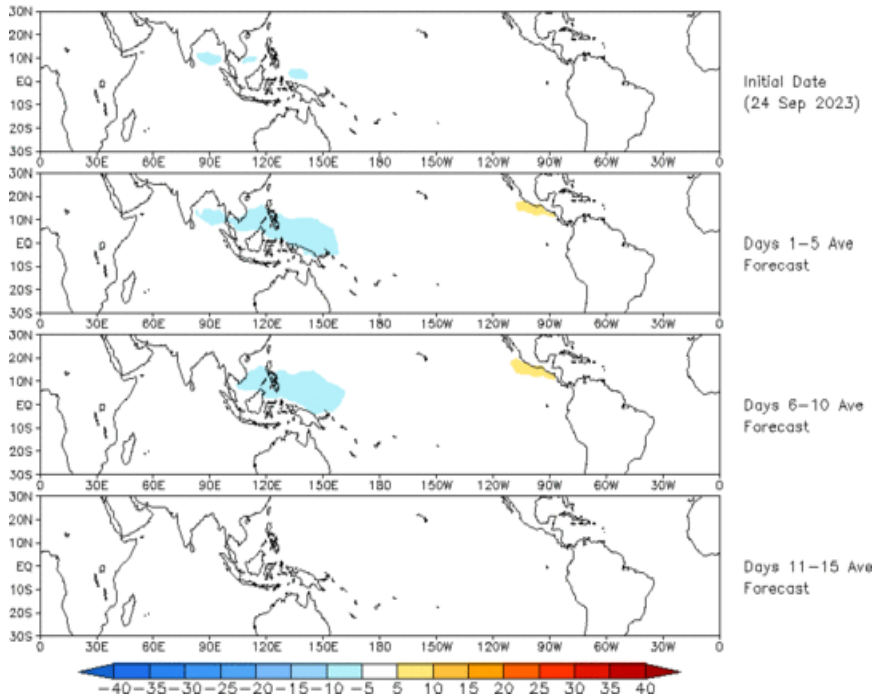 30N
20N
10N
EQ
10S
20S
30S
0 30E 60E 90E 120E 150E 180 150W 120W 90W 60W 30W 0
Initial Date
(24 Sep 2023)
30N
20N
10N
EQ
10S
20S
30S
0 30E 60E 90E 120E 150E 180 150W 120W 90W 60W 30W 0
Days 1-5 Ave
Forecast
30N
20N
10N
EQ
10S
20S
30S
0 30E 60E 90E 120E 150E 180 150W 120W 90W 60W 30W 0
Days 6-10 Ave
Forecast
30N
20N
10N
EQ
10S
20S
30S
0 30E 60E 90E 120E 150E 180 150W 120W 90W 60W 30W 0
Days 11-15 Ave
Forecast
-40 -35 -30 -25 -20 -15 -10 -5 5 10 15 20 25 30 35 40